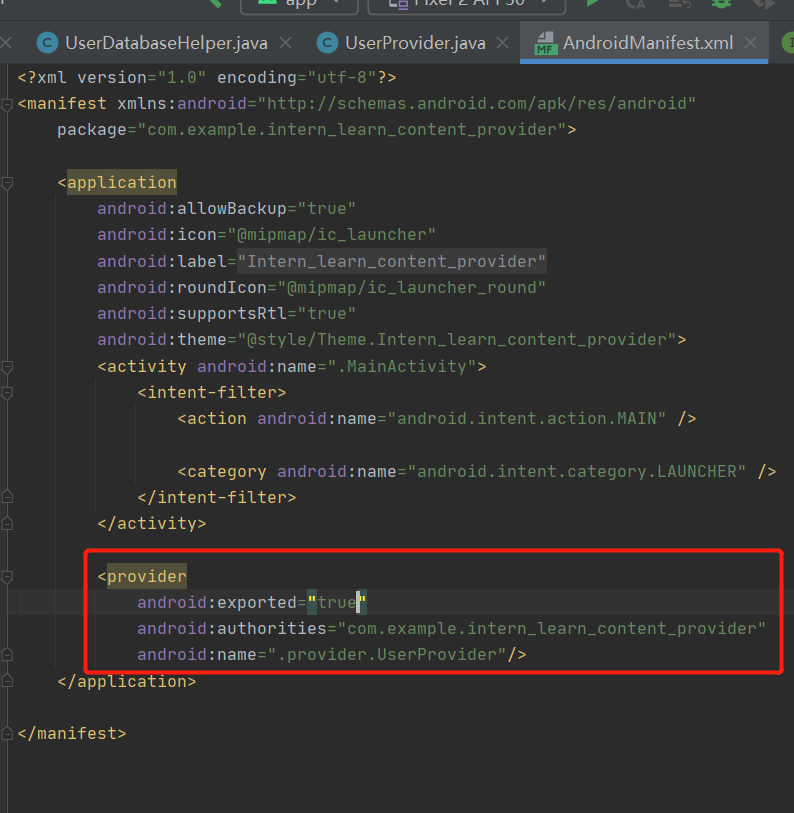 app
Pixel 2 API 30
UserDatabaseHelper.java
UserProvider.java
AndroidManifest.xml
<?xml version="1.0" encoding="utf-8"?>
<manifest xmlns:android="http://schemas.android.com/apk/res/android"
    package="com.example.intern_learn_content_provider">
    <application
        android:allowBackup="true"
        android:icon="@mipmap/ic_launcher"
        android:label="Intern_learn_content_provider"
        android:roundIcon="@mipmap/ic_launcher_round"
        android:supportsRtl="true"
        android:theme="@style/Theme.Intern_learn_content_provider">
        <activity android:name=".MainActivity">
            <intent-filter>
                <action android:name="android.intent.action.MAIN" />
                <category android:name="android.intent.category.LAUNCHER" />
            </intent-filter>
        </activity>
        <provider
            android:exported="true"
            android:authorities="com.example.intern_learn_content_provider"
            android:name=".provider.UserProvider"/>
    </application>
</manifest>